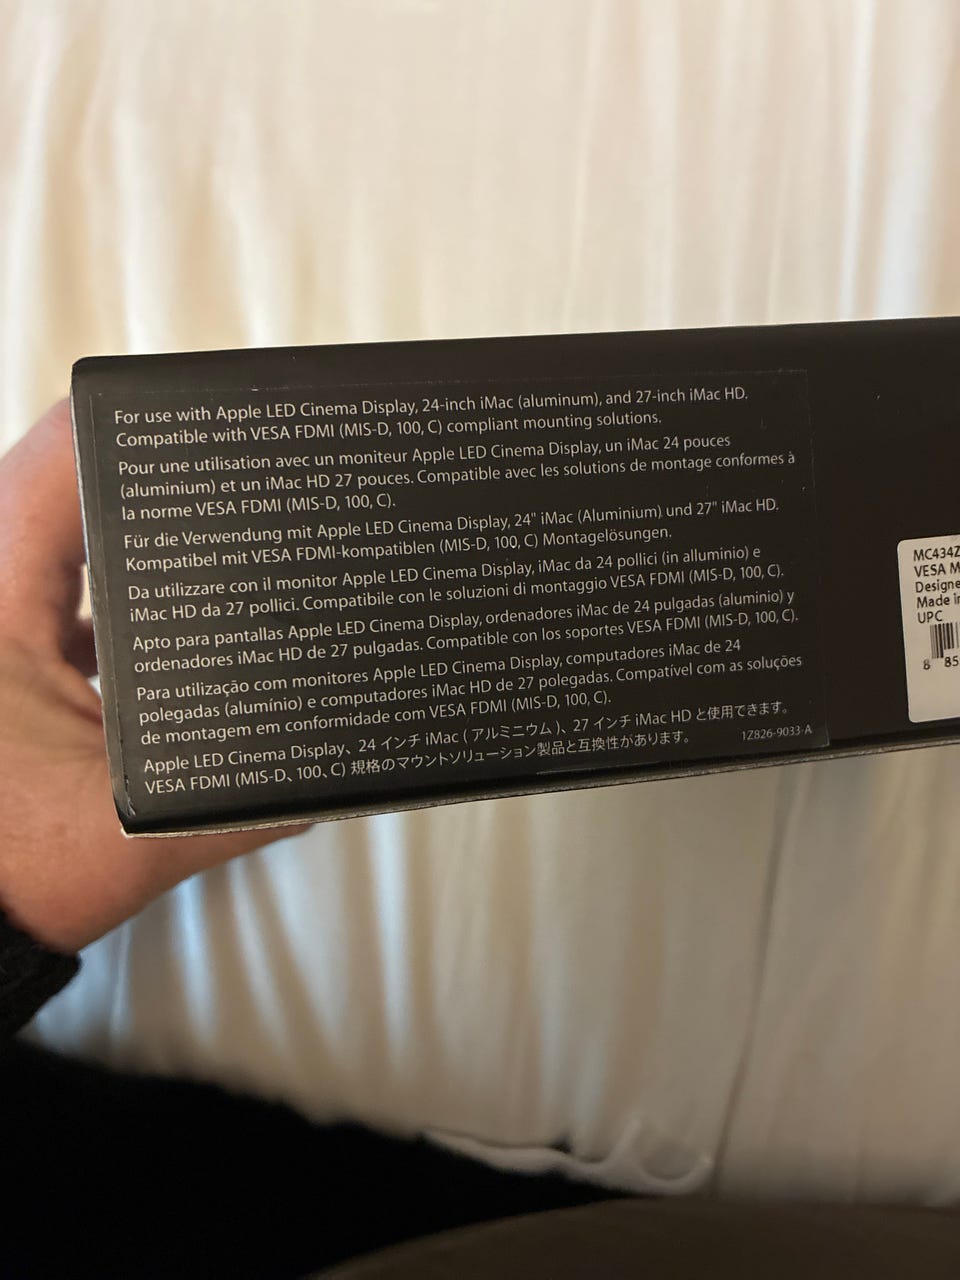 For use with Apple LED Cinema Display, 24-inch iMac (aluminum), and 27-inch iMac HD.
Compatible with VESA FDMI (MIS-D, 100, C) compliant mounting solutions.
Pour une utilisation avec un moniteur Apple LED Cinema Display, un iMac 24 pouces
(aluminium) et un iMac HD 27 pouces. Compatible avec les solutions de montage conformes à
la norme VESA FDMI (MIS-D, 100, C).
Für die Verwendung mit Apple LED Cinema Display, 24" iMac (Aluminium) und 27" iMac HD.
Kompatibel mit VESA FDMI-kompatiblen (MIS-D, 100, C) Montagelösungen.
Da utilizzare con il monitor Apple LED Cinema Display, iMac da 24 pollici (in alluminio) e
iMac HD da 27 pollici. Compatibile con le soluzioni di montaggio VESA FDMI (MIS-D, 100, C).
Apto para pantallas Apple LED Cinema Display, ordenadores iMac de 24 pulgadas (aluminio) y
ordenadores iMac HD de 27 pulgadas. Compatible con los soportes VESA FDMI (MIS-D, 100, C).
Para utilização com monitores Apple LED Cinema Display, computadores iMac de 24
polegadas (alumínio) e computadores iMac HD de 27 polegadas. Compatível com as soluções
de montagem em conformidade com VESA FDMI (MIS-D, 100, C).
Apple LED Cinema Display、24 インチ iMac ( アルミニウム )、27 インチ iMac HD と使用できます。
VESA FDMI (MIS-D、100、C) 規格のマウントソリューション製品と互換性があります。
1Z826-9033-A
MC434Z
VESA M
Designe
Made in
UPC
8 85